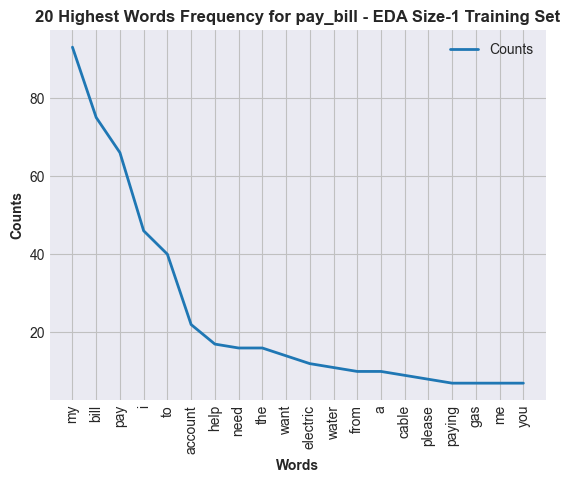 20 Highest Words Frequency for pay_bill - EDA Size-1 Training Set
Counts
Counts
80
60
40
20
my
bill
pay
i
to
account
help
need
the
want
electric
water
from
a
cable
please
paying
gas
me
you
Words